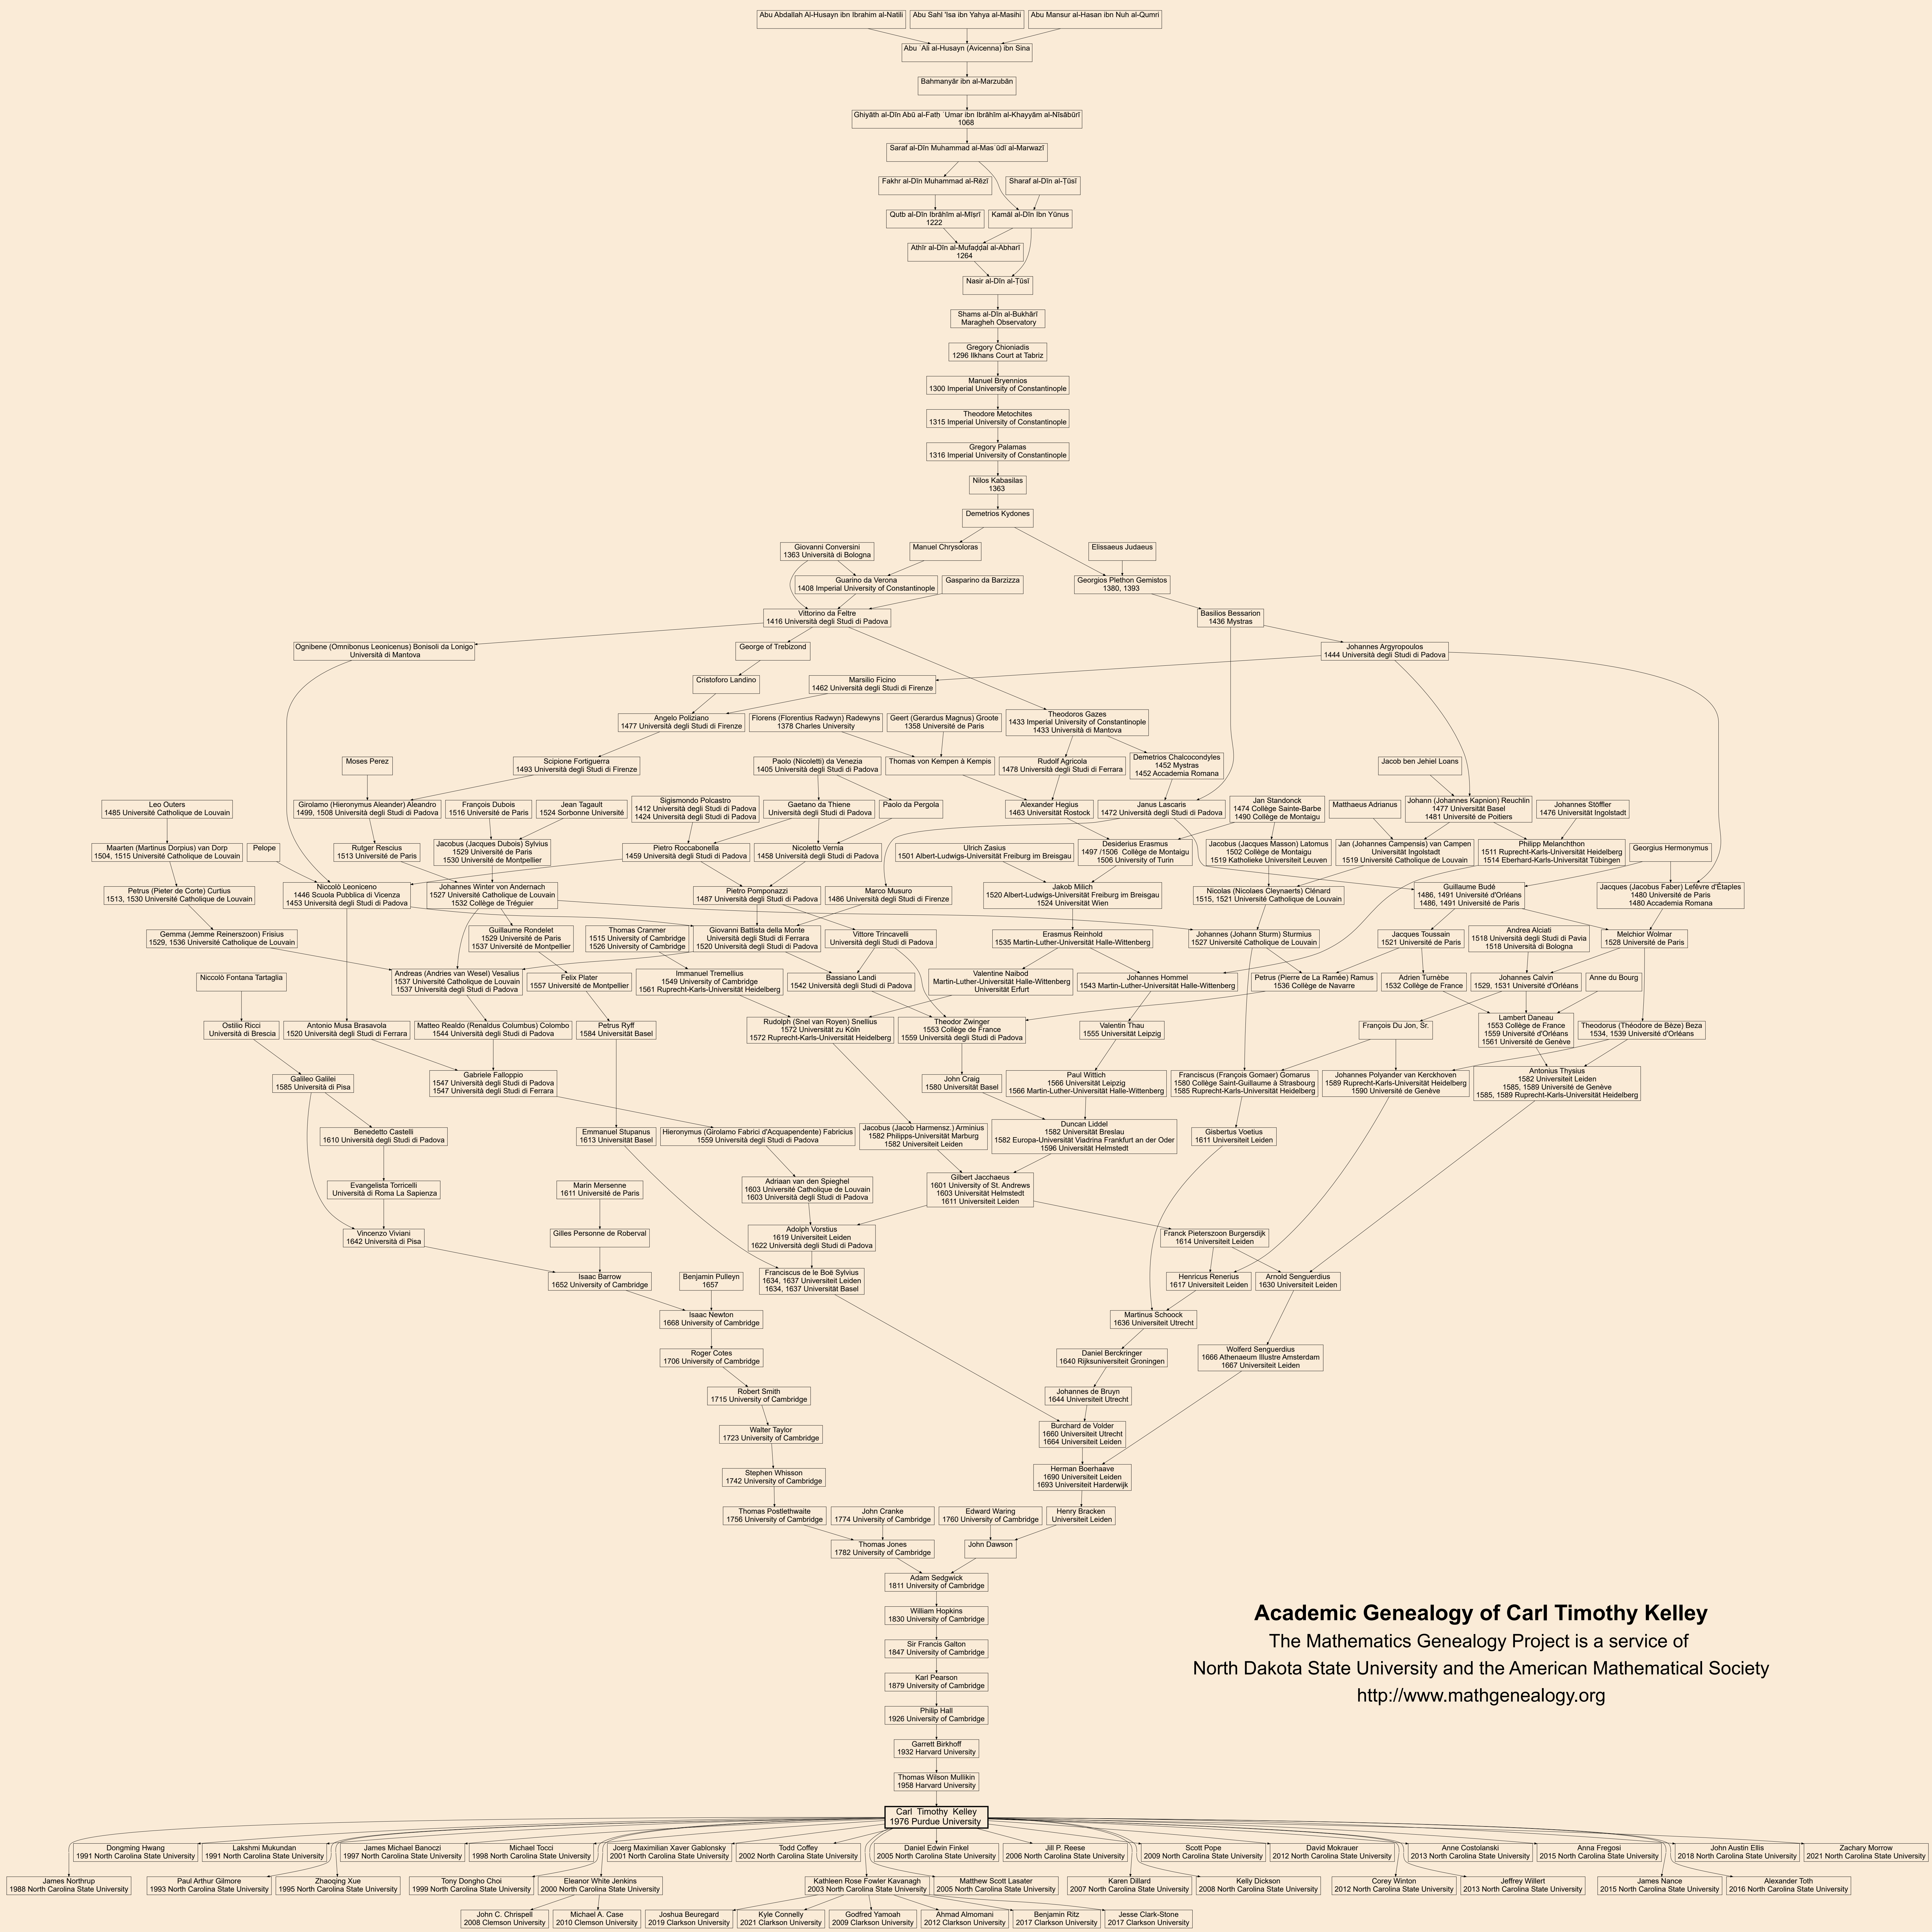 Abu Abdallah Al-Husayn ibn Ibrahim al-Natili
Abu Sahl 'Isa ibn Yahya al-Masihi
Abu Mansur al-Hasan ibn Nuh al-Qumri
Abu ʿAli al-Husayn (Avicenna) ibn Sina
Bahmanyār ibn al-Marzubān
Ghiyāth al-Dīn Abū al-Fatḥ ʿUmar ibn Ibrāhīm al-Khayyām al-Nīsābūrī
1068
Saraf al-Dīn Muhammad al-Masʿūdī al-Marwazī
Fakhr al-Dīn Muhammad al-Rēzī
Sharaf al-Dīn al-Ṭūsī
Qutb al-Dīn Ibrāhīm al-Mīṣrī
1222
Kamāl al-Dīn Ibn Yūnus
Athīr al-Dīn al-Mufaḍḍal al-Abharī
1264
Nasir al-Dīn al-Ṭūsī
Shams al-Dīn al-Bukhārī
Maragheh Observatory
Gregory Chioniadis
1296 Ilkhans Court at Tabriz
Manuel Bryennios
1300 Imperial University of Constantinople
Theodore Metochites
1315 Imperial University of Constantinople
Gregory Palamas
1316 Imperial University of Constantinople
Nilos Kabasilas
1363
Demetrios Kydones
Giovanni Conversini
1363 Università di Bologna
Manuel Chrysoloras
Elissaeus Judaeus
Guarino da Verona
1408 Imperial University of Constantinople
Gasparino da Barzizza
Georgios Plethon Gemistos
1380, 1393
Vittorino da Feltre
1416 Università degli Studi di Padova
Basilios Bessarion
1436 Mystras
Ognibene (Omnibonus Leonicenus) Bonisoli da Lonigo
Università di Mantova
George of Trebizond
Johannes Argyropoulos
1444 Università degli Studi di Padova
Cristoforo Landino
Marsilio Ficino
1462 Università degli Studi di Firenze
Angelo Poliziano
1477 Università degli Studi di Firenze
Florens (Florentius Radwyn) Radewyns
1378 Charles University
Geert (Gerardus Magnus) Groote
1358 Université de Paris
Theodoros Gazes
1433 Imperial University of Constantinople
1433 Università di Mantova
Moses Perez
Scipione Fortiguerra
1493 Università degli Studi di Firenze
Paolo (Nicoletti) da Venezia
1405 Università degli Studi di Padova
Thomas von Kempen à Kempis
Rudolf Agricola
1478 Università degli Studi di Ferrara
Demetrios Chalcocondyles
1452 Mystras
1452 Accademia Romana
Jacob ben Jehiel Loans
Leo Outers
1485 Université Catholique de Louvain
Girolamo (Hieronymus Aleander) Aleandro
1499, 1508 Università degli Studi di Padova
François Dubois
1516 Université de Paris
Jean Tagault
1524 Sorbonne Université
Sigismondo Polcastro
1412 Università degli Studi di Padova
1424 Università degli Studi di Padova
Gaetano da Thiene
Università degli Studi di Padova
Paolo da Pergola
Alexander Hegius
1463 Universität Rostock
Janus Lascaris
1472 Università degli Studi di Padova
Jan Standonck
1474 Collège Sainte-Barbe
1490 Collège de Montaigu
Matthaeus Adrianus
Johann (Johannes Kapnion) Reuchlin
1477 Universität Basel
1481 Université de Poitiers
Johannes Stöffler
1476 Universität Ingolstadt
Maarten (Martinus Dorpius) van Dorp
1504, 1515 Université Catholique de Louvain
Pelope
Rutger Rescius
1513 Université de Paris
Jacobus (Jacques Dubois) Sylvius
1529 Université de Paris
1530 Université de Montpellier
Pietro Roccabonella
1459 Università degli Studi di Padova
Nicoletto Vernia
1458 Università degli Studi di Padova
Ulrich Zasius
1501 Albert-Ludwigs-Universität Freiburg im Breisgau
Desiderius Erasmus
1497 /1506 Collège de Montaigu
1506 University of Turin
Jacobus (Jacques Masson) Latomus
1502 Collège de Montaigu
1519 Katholieke Universiteit Leuven
Jan (Johannes Campensis) van Campen
Universität Ingolstadt
1519 Université Catholique de Louvain
Philipp Melanchthon
1511 Ruprecht-Karls-Universität Heidelberg
1514 Eberhard-Karls-Universität Tübingen
Georgius Hermonymus
Petrus (Pieter de Corte) Curtius
1513, 1530 Université Catholique de Louvain
Niccolò Leoniceno
1446 Scuola Pubblica di Vicenza
1453 Università degli Studi di Padova
Johannes Winter von Andernach
1527 Université Catholique de Louvain
1532 Collège de Tréguier
Pietro Pomponazzi
1487 Università degli Studi di Padova
Marco Musuro
1486 Università degli Studi di Firenze
Jakob Milich
1520 Albert-Ludwigs-Universität Freiburg im Breisgau
1524 Universität Wien
Nicolas (Nicolaes Cleynaerts) Clénard
1515, 1521 Université Catholique de Louvain
Guillaume Budé
1486, 1491 Université d'Orléans
1486, 1491 Université de Paris
Jacques (Jacobus Faber) Lefèvre d'Étaples
1480 Université de Paris
1480 Accademia Romana
Gemma (Jemme Reinerszoon) Frisius
1529, 1536 Université Catholique de Louvain
Guillaume Rondelet
1529 Université de Paris
1537 Université de Montpellier
Thomas Cranmer
1515 University of Cambridge
1526 University of Cambridge
Giovanni Battista della Monte
Università degli Studi di Ferrara
1520 Università degli Studi di Padova
Vittore Trincavelli
Università degli Studi di Padova
Erasmus Reinhold
1535 Martin-Luther-Universität Halle-Wittenberg
Johannes (Johann Sturm) Sturmius
1527 Université Catholique de Louvain
Jacques Toussain
1521 Université de Paris
Andrea Alciati
1518 Università degli Studi di Pavia
1518 Università di Bologna
Melchior Wolmar
1528 Université de Paris
Niccolò Fontana Tartaglia
Andreas (Andries van Wesel) Vesalius
1537 Université Catholique de Louvain
1537 Università degli Studi di Padova
Felix Plater
1557 Université de Montpellier
Immanuel Tremellius
1549 University of Cambridge
1561 Ruprecht-Karls-Universität Heidelberg
Bassiano Landi
1542 Università degli Studi di Padova
Valentine Naibod
Martin-Luther-Universität Halle-Wittenberg
Universität Erfurt
Johannes Hommel
1543 Martin-Luther-Universität Halle-Wittenberg
Petrus (Pierre de La Ramée) Ramus
1536 Collège de Navarre
Adrien Turnèbe
1532 Collège de France
Johannes Calvin
1529, 1531 Université d'Orléans
Anne du Bourg
Ostilio Ricci
Università di Brescia
Antonio Musa Brasavola
1520 Università degli Studi di Ferrara
Matteo Realdo (Renaldus Columbus) Colombo
1544 Università degli Studi di Padova
Petrus Ryff
1584 Universität Basel
Rudolph (Snel van Royen) Snellius
1572 Universität zu Köln
1572 Ruprecht-Karls-Universität Heidelberg
Theodor Zwinger
1553 Collège de France
1559 Università degli Studi di Padova
Valentin Thau
1555 Universität Leipzig
François Du Jon, Sr.
Lambert Daneau
1553 Collège de France
1559 Université d'Orléans
1561 Université de Genève
Theodorus (Théodore de Bèze) Beza
1534, 1539 Université d'Orléans
Galileo Galilei
1585 Università di Pisa
Gabriele Falloppio
1547 Università degli Studi di Padova
1547 Università degli Studi di Ferrara
John Craig
1580 Universität Basel
Paul Wittich
1566 Universität Leipzig
1566 Martin-Luther-Universität Halle-Wittenberg
Franciscus (François Gomaer) Gomarus
1580 Collège Saint-Guillaume à Strasbourg
1585 Ruprecht-Karls-Universität Heidelberg
Johannes Polyander van Kerckhoven
1589 Ruprecht-Karls-Universität Heidelberg
1590 Université de Genève
Antonius Thysius
1582 Universiteit Leiden
1585, 1589 Université de Genève
1585, 1589 Ruprecht-Karls-Universität Heidelberg
Benedetto Castelli
1610 Università degli Studi di Padova
Emmanuel Stupanus
1613 Universität Basel
Hieronymus (Girolamo Fabrici d'Acquapendente) Fabricius
1559 Università degli Studi di Padova
Jacobus (Jacob Harmensz.) Arminius
1582 Philipps-Universität Marburg
1582 Universiteit Leiden
Duncan Liddel
1582 Universität Breslau
1582 Europa-Universität Viadrina Frankfurt an der Oder
1596 Universität Helmstedt
Gisbertus Voetius
1611 Universiteit Leiden
Evangelista Torricelli
Università di Roma La Sapienza
Marin Mersenne
1611 Université de Paris
Adriaan van den Spieghel
1603 Université Catholique de Louvain
1603 Università degli Studi di Padova
Gilbert Jacchaeus
1601 University of St. Andrews
1603 Universität Helmstedt
1611 Universiteit Leiden
Vincenzo Viviani
1642 Università di Pisa
Gilles Personne de Roberval
Adolph Vorstius
1619 Universiteit Leiden
1622 Università degli Studi di Padova
Franck Pieterszoon Burgersdijk
1614 Universiteit Leiden
Isaac Barrow
1652 University of Cambridge
Benjamin Pulleyn
1657
Franciscus de le Boë Sylvius
1634, 1637 Universiteit Leiden
1634, 1637 Universität Basel
Henricus Renerius
1617 Universiteit Leiden
Arnold Senguerdius
1630 Universiteit Leiden
Isaac Newton
1668 University of Cambridge
Martinus Schoock
1636 Universiteit Utrecht
Roger Cotes
1706 University of Cambridge
Daniel Berckringer
1640 Rijksuniversiteit Groningen
Wolferd Senguerdius
1666 Athenaeum Illustre Amsterdam
1667 Universiteit Leiden
Robert Smith
1715 University of Cambridge
Johannes de Bruyn
1644 Universiteit Utrecht
Walter Taylor
1723 University of Cambridge
Burchard de Volder
1660 Universiteit Utrecht
1664 Universiteit Leiden
Stephen Whisson
1742 University of Cambridge
Herman Boerhaave
1690 Universiteit Leiden
1693 Universiteit Harderwijk
Thomas Postlethwaite
1756 University of Cambridge
John Cranke
1774 University of Cambridge
Edward Waring
1760 University of Cambridge
Henry Bracken
Universiteit Leiden
Thomas Jones
1782 University of Cambridge
John Dawson
Adam Sedgwick
1811 University of Cambridge
William Hopkins
1830 University of Cambridge
Sir Francis Galton
1847 University of Cambridge
Karl Pearson
1879 University of Cambridge
Philip Hall
1926 University of Cambridge
Garrett Birkhoff
1932 Harvard University
Thomas Wilson Mullikin
1958 Harvard University
Academic Genealogy of Carl Timothy Kelley
The Mathematics Genealogy Project is a service of
North Dakota State University and the American Mathematical Society
http://www.mathgenealogy.org
Carl Timothy Kelley
1976 Purdue University
Dongming Hwang
1991 North Carolina State University
Lakshmi Mukundan
1991 North Carolina State University
James Michael Banoczi
1997 North Carolina State University
Michael Tocci
1998 North Carolina State University
Joerg Maximilian Xaver Gablonsky
2001 North Carolina State University
Todd Coffey
2002 North Carolina State University
Daniel Edwin Finkel
2005 North Carolina State University
Jill P. Reese
2006 North Carolina State University
Scott Pope
2009 North Carolina State University
David Mokrauer
2012 North Carolina State University
Anne Costolanski
2013 North Carolina State University
Anna Fregosi
2015 North Carolina State University
John Austin Ellis
2018 North Carolina State University
Zachary Morrow
2021 North Carolina State University
James Northrup
1988 North Carolina State University
Paul Arthur Gilmore
1993 North Carolina State University
Zhaoqing Xue
1995 North Carolina State University
Tony Dongho Choi
1999 North Carolina State University
Eleanor White Jenkins
2000 North Carolina State University
Kathleen Rose Fowler Kavanagh
2003 North Carolina State University
Matthew Scott Lasater
2005 North Carolina State University
Karen Dillard
2007 North Carolina State University
Kelly Dickson
2008 North Carolina State University
Corey Winton
2012 North Carolina State University
Jeffrey Willert
2013 North Carolina State University
James Nance
2015 North Carolina State University
Alexander Toth
2016 North Carolina State University
John C. Chrispell
2008 Clemson University
Michael A. Case
2010 Clemson University
Joshua Beuregard
2019 Clarkson University
Kyle Connelly
2021 Clarkson University
Godfred Yamoah
2009 Clarkson University
Ahmad Almomani
2012 Clarkson University
Benjamin Ritz
2017 Clarkson University
Jesse Clark-Stone
2017 Clarkson University